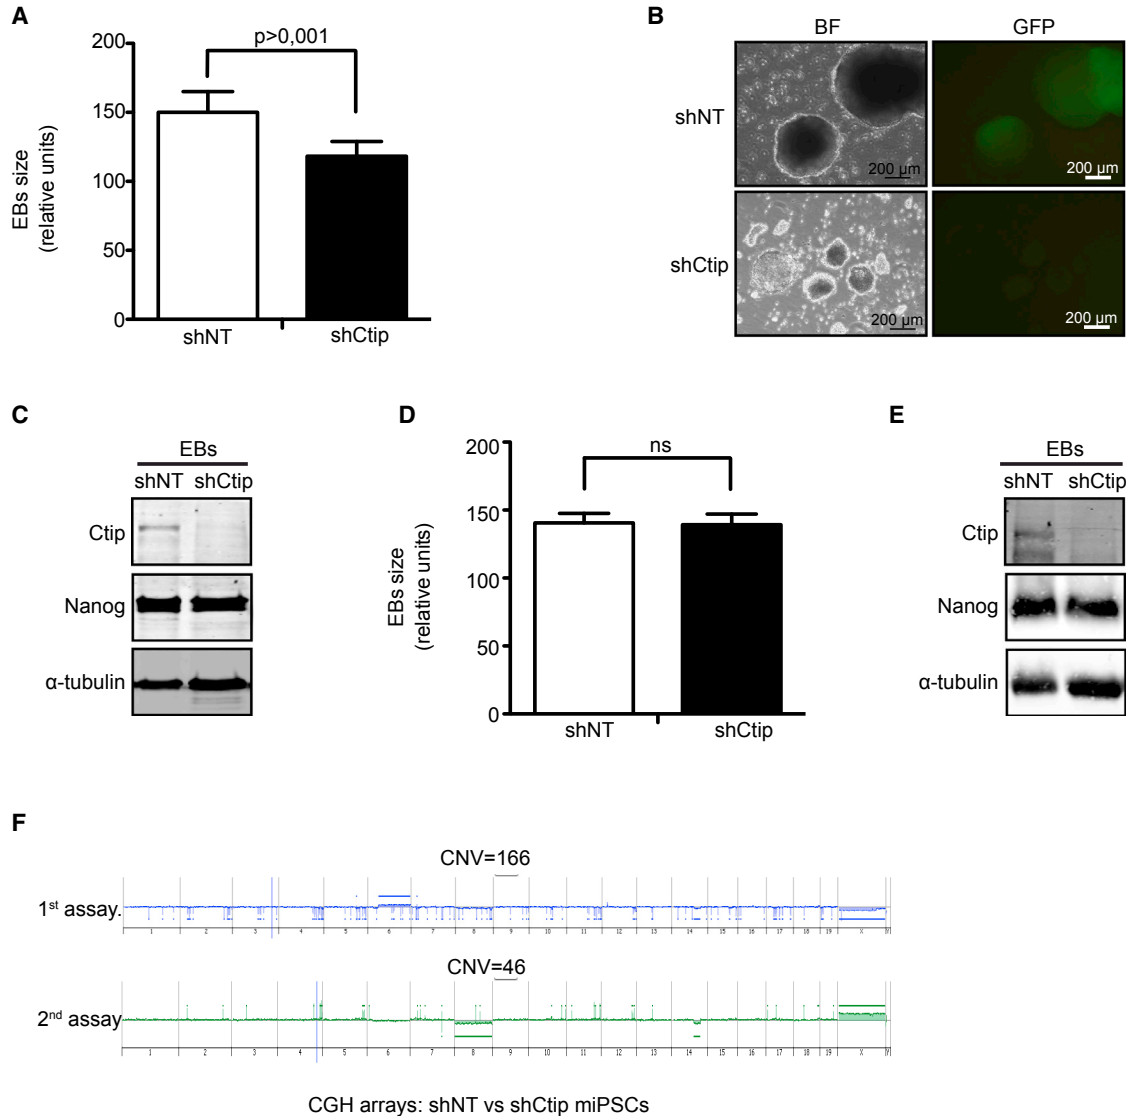 A
200
150
100
50
0
EBs size
(relative units)
p>0,001
shNT
shCtip
B
BF
GFP
shNT
200 µm
200 µm
shCtip
200 µm
200 µm
C
EBs
shNT shCtip
Ctip
Nanog
α-tubulin
D
200
150
100
50
0
EBs size
(relative units)
ns
shNT
shCtip
E
EBs
shNT shCtip
Ctip
Nanog
α-tubulin
F
CNV=166
1st assay.
1 2 3 4 5 6 7 8 9 10 11 12 13 14 15 16 17 18 19 X Y
CNV=46
2nd assay
1 2 3 4 5 6 7 8 9 10 11 12 13 14 15 16 17 18 19 X Y
CGH arrays: shNT vs shCtip miPSCs